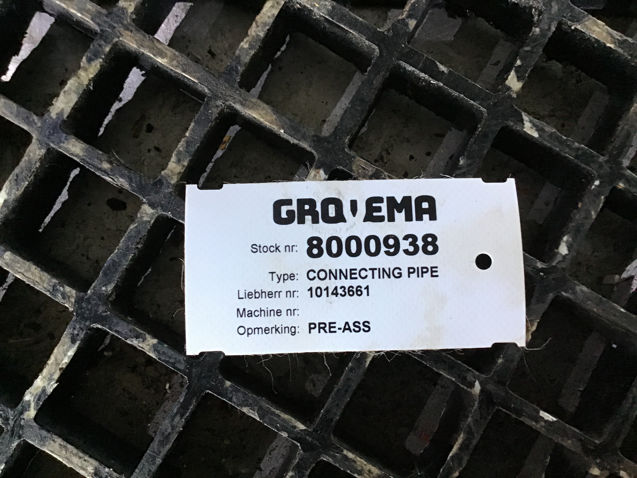 GROVEMA
Stock nr: 8000938
Type: CONNECTING PIPE
Liebherr nr: 10143661
Machine nr:
Opmerking: PRE-ASS